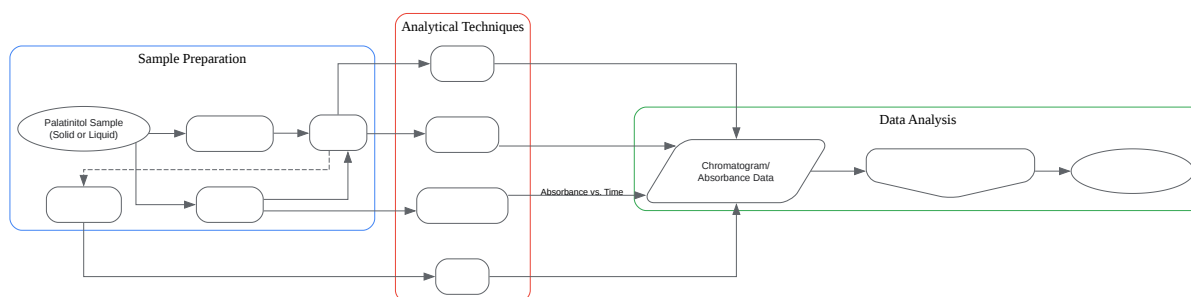 Analytical Techniques
Sample Preparation
Palatinitol Sample
(Solid or Liquid)
Data Analysis
Chromatogram/
Absorbance Data
Absorbance vs. Time